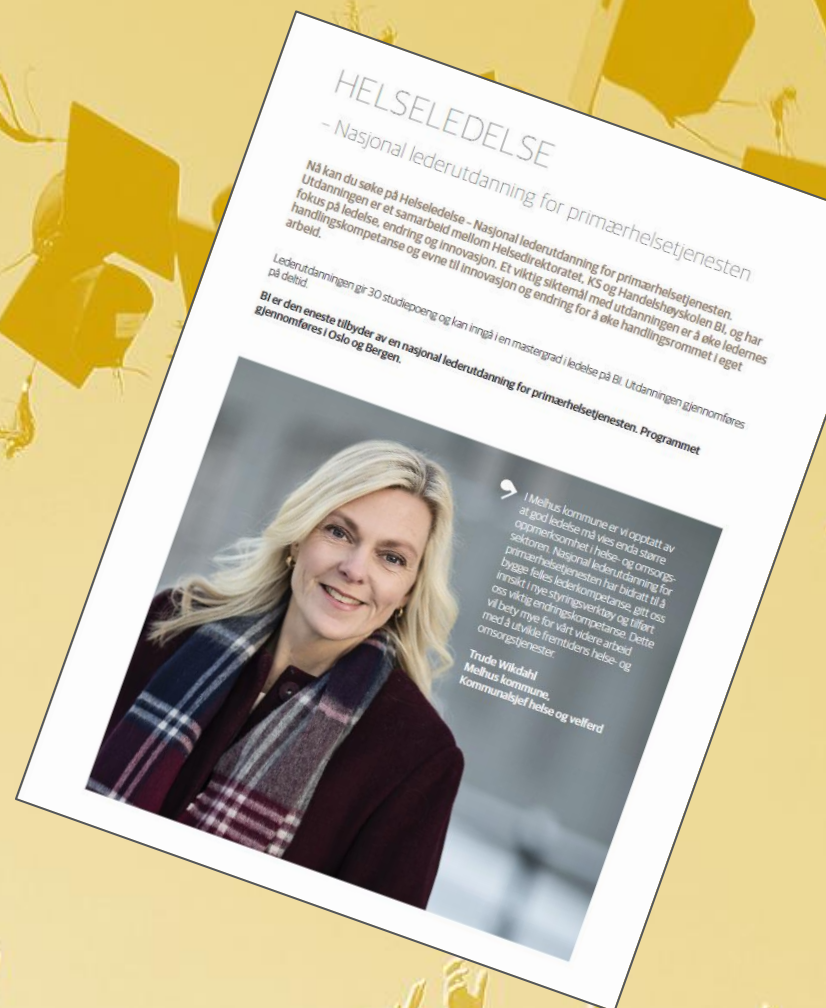 HELSELEDELSE
– Nasjonal lederutdanning for primærhelsetjenesten
Nå kan du søke på Helseledelse – Nasjonal lederutdanning for primærhelsetjenesten.
Utdanningen er et samarbeid mellom Helsedirektoratet, KS og Handelshøyskolen BI, og har
fokus på ledelse, endring og innovasjon. Et viktig siktemål med utdanningen er å øke ledernes
handlingskompetanse og evne til innovasjon og endring for å øke handlingsrommet i eget
arbeid.
Lederutdanningen gir 30 studiepoeng og kan inngå i en mastergrad i ledelse på BI. Utdanningen gjennomføres
på deltid.
BI er den eneste tilbyder av en nasjonal lederutdanning for primærhelsetjenesten. Programmet
gjennomføres i Oslo og Bergen.
I Melhus kommune er vi opptatt av
at god ledelse må vies enda større
oppmerksomhet i helse- og omsorgs-
sektoren. Nasjonal lederutdanning for
primærhelsetjenesten har bidratt til å
bygge felles lederkompetanse, gitt oss
innsikt i nye styringsverktøy og tilført
oss viktig endringskompetanse. Dette
vil bety mye for vårt videre arbeid
med å utvikle fremtidens helse- og
omsorgstjenester.
Trude Wikdahl
Melhus kommune,
Kommunalsjef helse og velferd